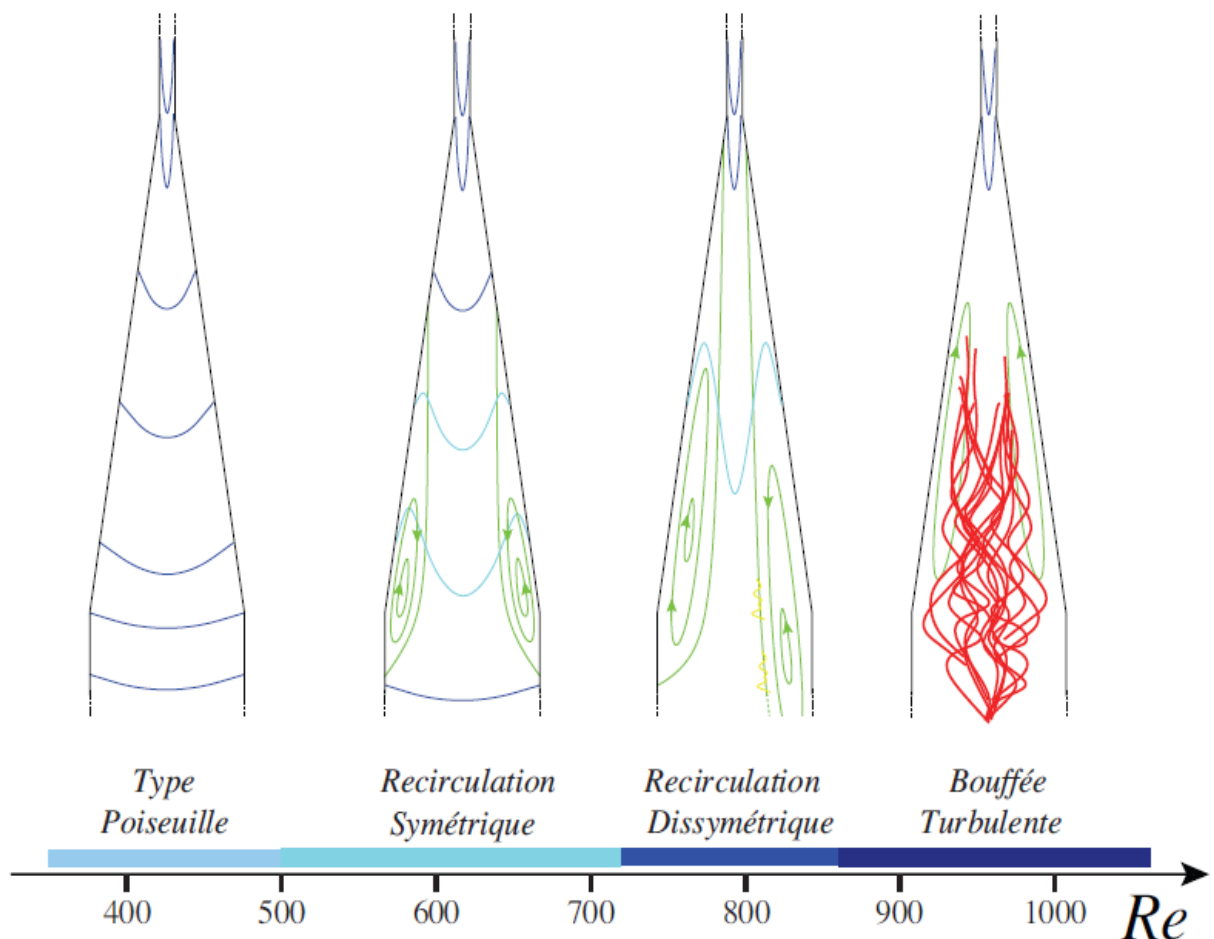 Type
Poiseuille
Recirculation
Symétrique
Recirculation
Dissymétrique
Bouffée
Turbulente
400 500 600 700 800 900 1000 Re